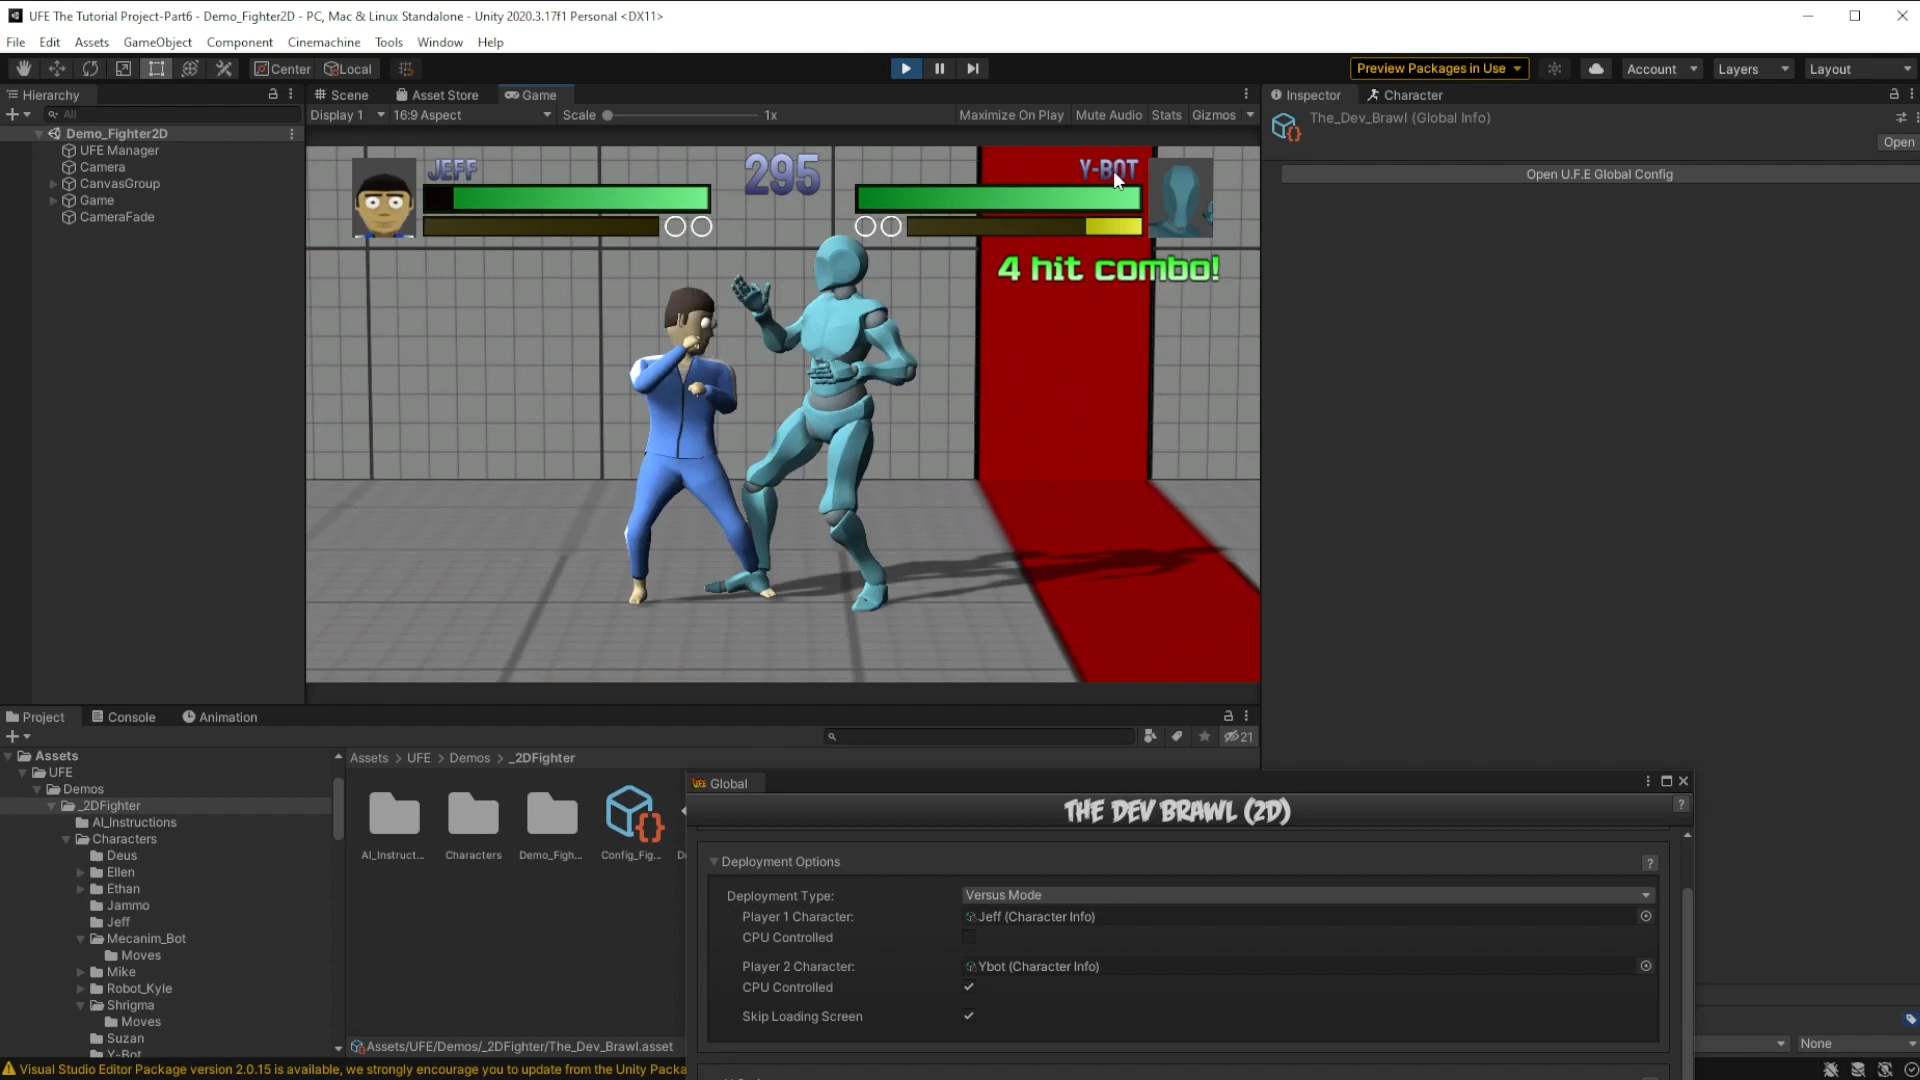 UFE The Tutorial Project-Part6 - Demo_Fighter2D - PC, Mac & Linux Standalone - Unity 2020.3.17f1 Personal <DX11>
File Edit Assets GameObject Component Cinemachine Tools Window Help
Center Local Preview Packages in Use Account Layers Layout
Hierarchy Scene Asset Store Game Inspector Character
All Display 1 16:9 Aspect Scale 1x Maximize On Play Mute Audio Stats Gizmos The_Dev_Brawl (Global Info)
Open
Demo_Fighter2D
UFE Manager
Camera
CanvasGroup
Game
CameraFade
Open U.F.E Global Config
JEFF 295 Y-BOT
4 hit combo!
Project Console Animation
21
Assets
UFE
Demos
_2DFighter
AI_Instructions
Characters
Deus
Ellen
Ethan
Jammo
Jeff
Mecanim_Bot
Moves
Mike
Robot_Kyle
Shrigma
Moves
Suzan
Y-Bot
Assets > UFE > Demos > _2DFighter
AI_Instruct... Characters Demo_Figh... Config_Fig...
Assets/UFE/Demos/_2DFighter/The_Dev_Brawl.asset
UFE Global
THE DEV BRAWL (2D)
?
Deployment Options ?
Deployment Type: Versus Mode
Player 1 Character: Jeff (Character Info)
CPU Controlled
Player 2 Character: Ybot (Character Info)
CPU Controlled
Skip Loading Screen
None
Visual Studio Editor Package version 2.0.15 is available, we strongly encourage you to update from the Unity Packa